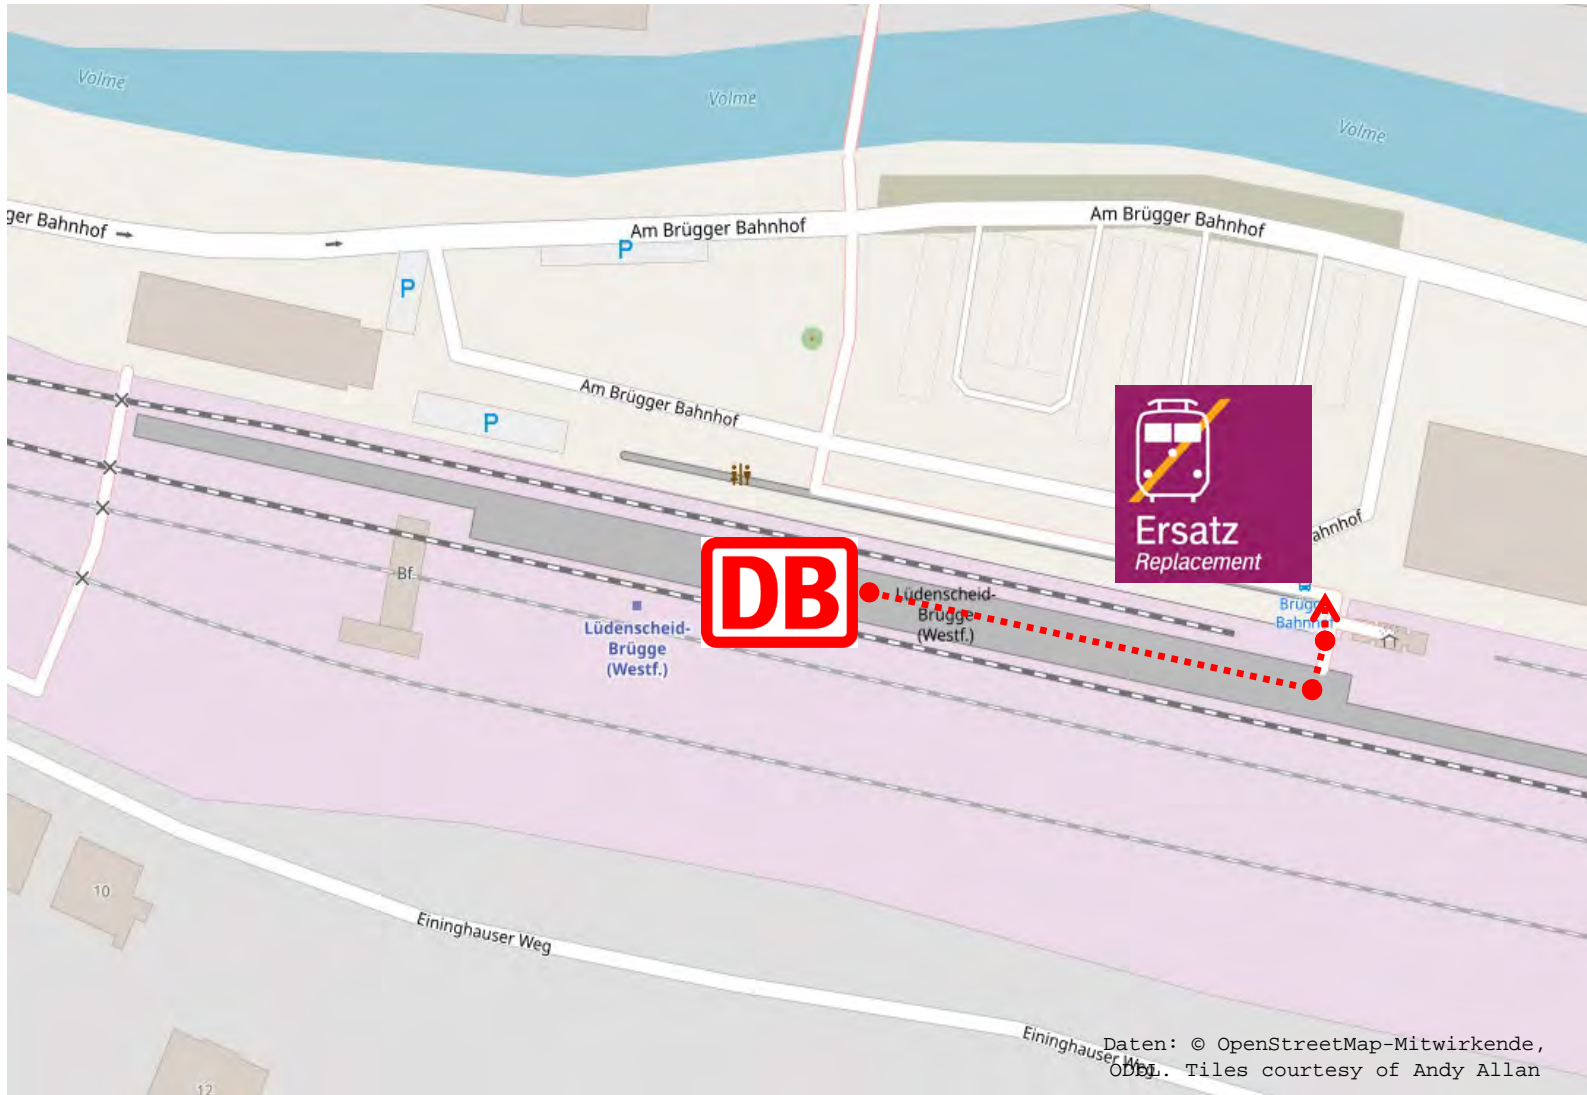 Volme
Volme
Volme
ger Bahnhof
Am Brügger Bahnhof
Am Brügger Bahnhof
P
P
Am Brügger Bahnhof
P
Ersatz
Replacement
ahnhof
Bf
DB
Lüdenscheid-
Brügge
(Westf.)
Lüdenscheid-
Brügge
(Westf.)
10
Eininghauser Weg
Eininghauser Weg
12
Daten: © OpenStreetMap-Mitwirkende,
ODbL. Tiles courtesy of Andy Allan